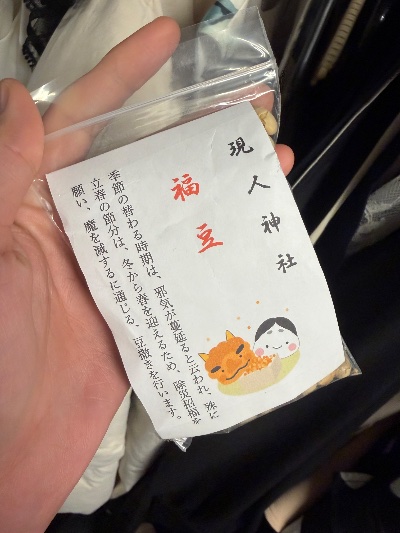 現人神社
福豆
季節の替わる時期は、邪気が蔓延ると云われ、殊に
立春の節分は、冬から春を迎えるため、除災招福を
願い、魔を滅するに通じる、豆撒きを行います。